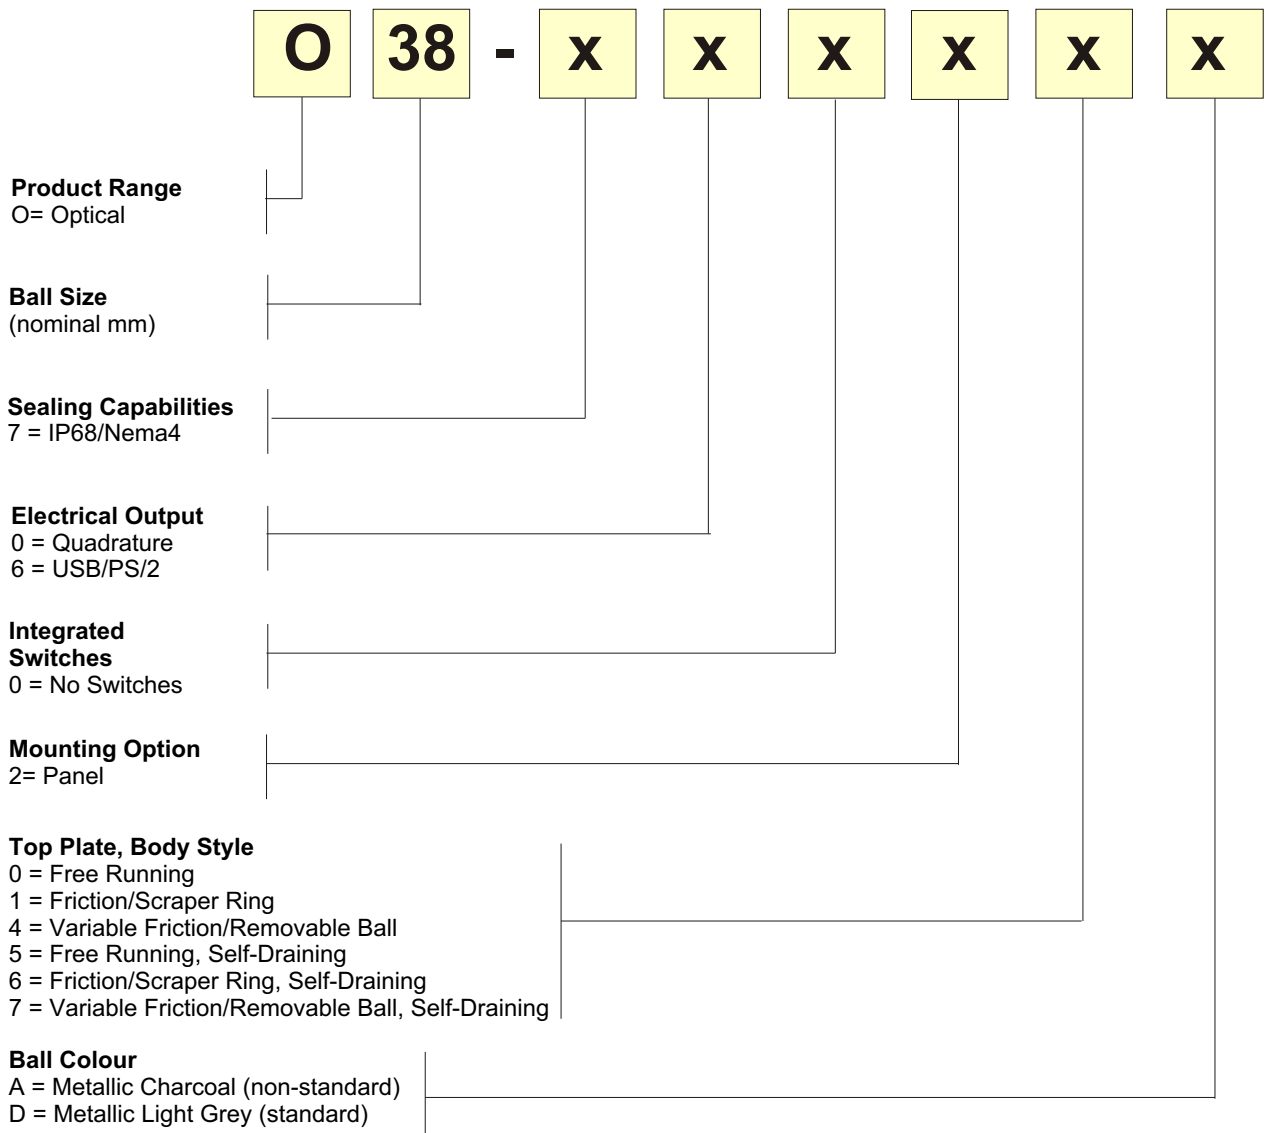 O 38 - x x x x x x
Product Range
O= Optical
Ball Size
(nominal mm)
Sealing Capabilities
7 = IP68/Nema4
Electrical Output
0 = Quadrature
6 = USB/PS/2
Integrated
Switches
0 = No Switches
Mounting Option
2= Panel
Top Plate, Body Style
0 = Free Running
1 = Friction/Scraper Ring
4 = Variable Friction/Removable Ball
5 = Free Running, Self-Draining
6 = Friction/Scraper Ring, Self-Draining
7 = Variable Friction/Removable Ball, Self-Draining
Ball Colour
A = Metallic Charcoal (non-standard)
D = Metallic Light Grey (standard)